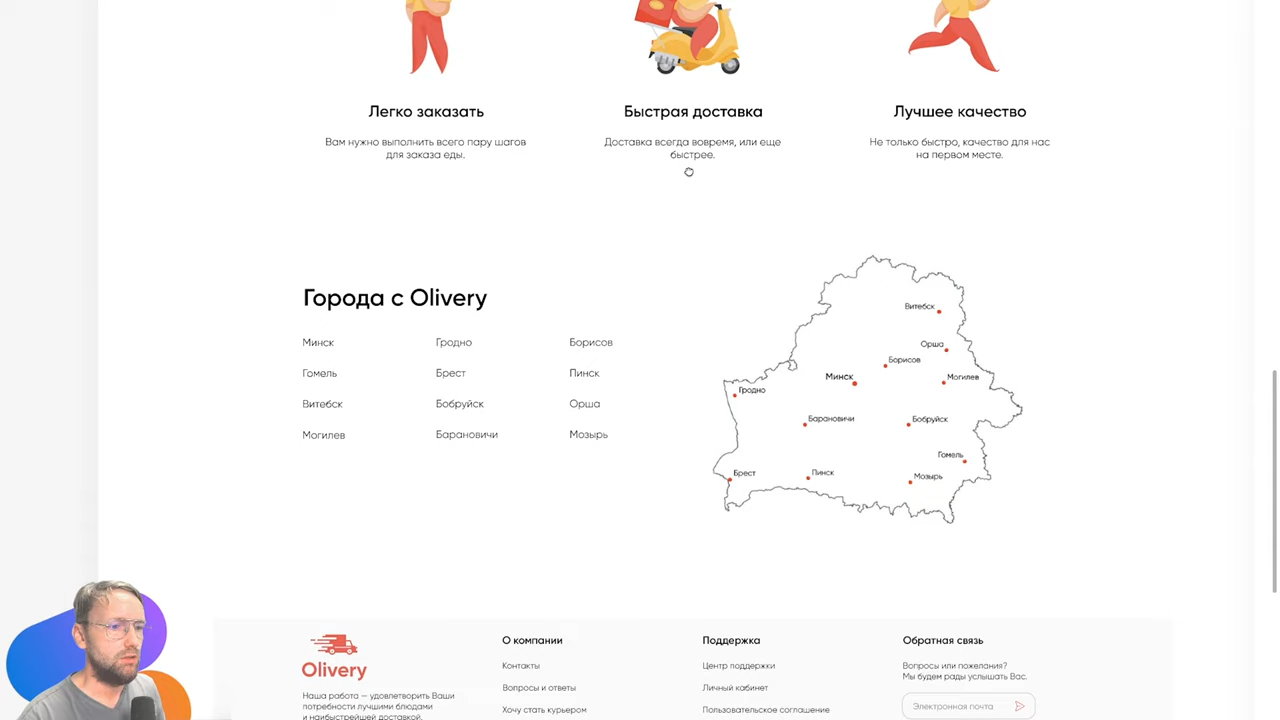 Легко заказать
Вам нужно выполнить всего пару шагов
для заказа еды.
Быстрая доставка
Доставка всегда вовремя, или еще
быстрее.
Лучшее качество
Не только быстро, качество для нас
на первом месте.
Города с Olivery
Минск
Гродно
Борисов
Гомель
Брест
Пинск
Витебск
Бобруйск
Орша
Могилев
Барановичи
Мозырь
Витебск
Орша
Борисов
Минск
Могилев
Гродно
Барановичи
Бобруйск
Гомель
Брест
Пинск
Мозырь
Olivery
Наша работа — удовлетворить Ваши
потребности лучшими блюдами
и наибыстрейшей доставкой.
О компании
Контакты
Вопросы и ответы
Хочу стать курьером
Поддержка
Центр поддержки
Личный кабинет
Пользовательское соглашение
Обратная связь
Вопросы или пожелания?
Мы будем рады услышать Вас.
Электронная почта